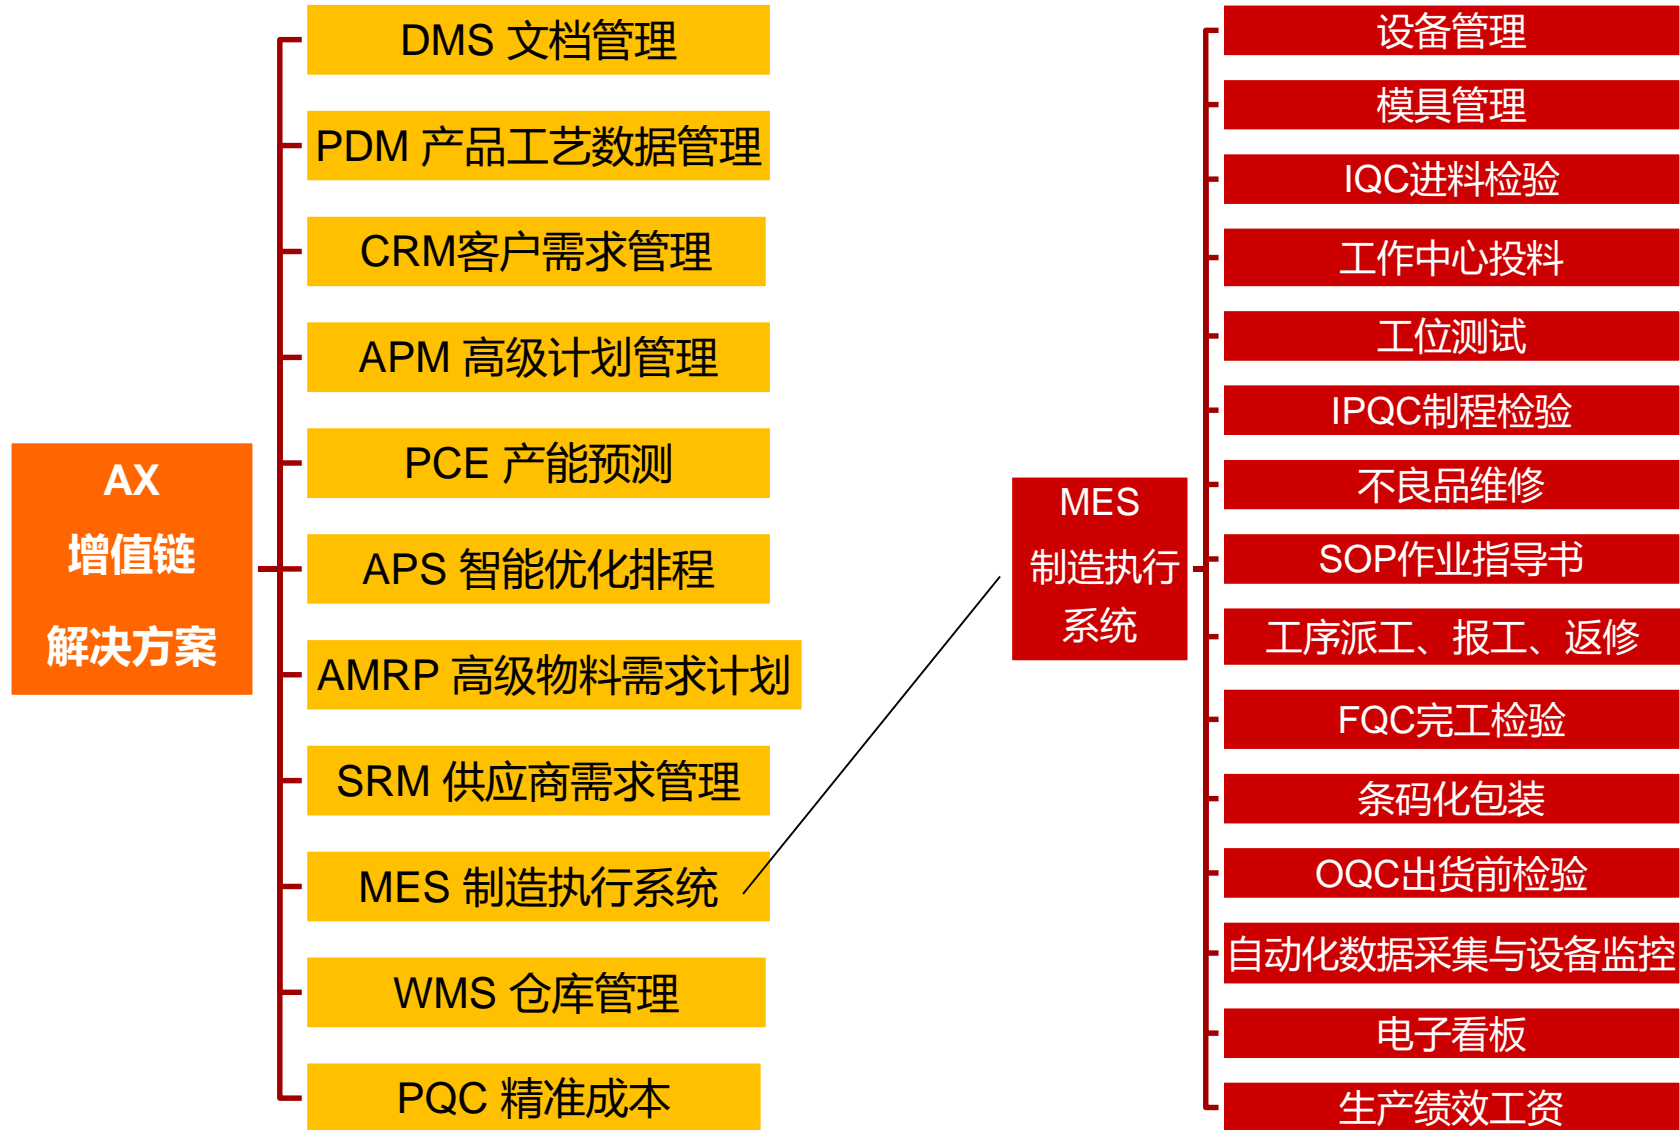 AX
增值链
解决方案
DMS 文档管理
PDM 产品工艺数据管理
CRM客户需求管理
APM 高级计划管理
PCE 产能预测
APS 智能优化排程
AMRP 高级物料需求计划
SRM 供应商需求管理
MES 制造执行系统
WMS 仓库管理
PQC 精准成本
MES
制造执行
系统
设备管理
模具管理
IQC进料检验
工作中心投料
工位测试
IPQC制程检验
不良品维修
SOP作业指导书
工序派工、报工、返修
FQC完工检验
条码化包装
OQC出货前检验
自动化数据采集与设备监控
电子看板
生产绩效工资